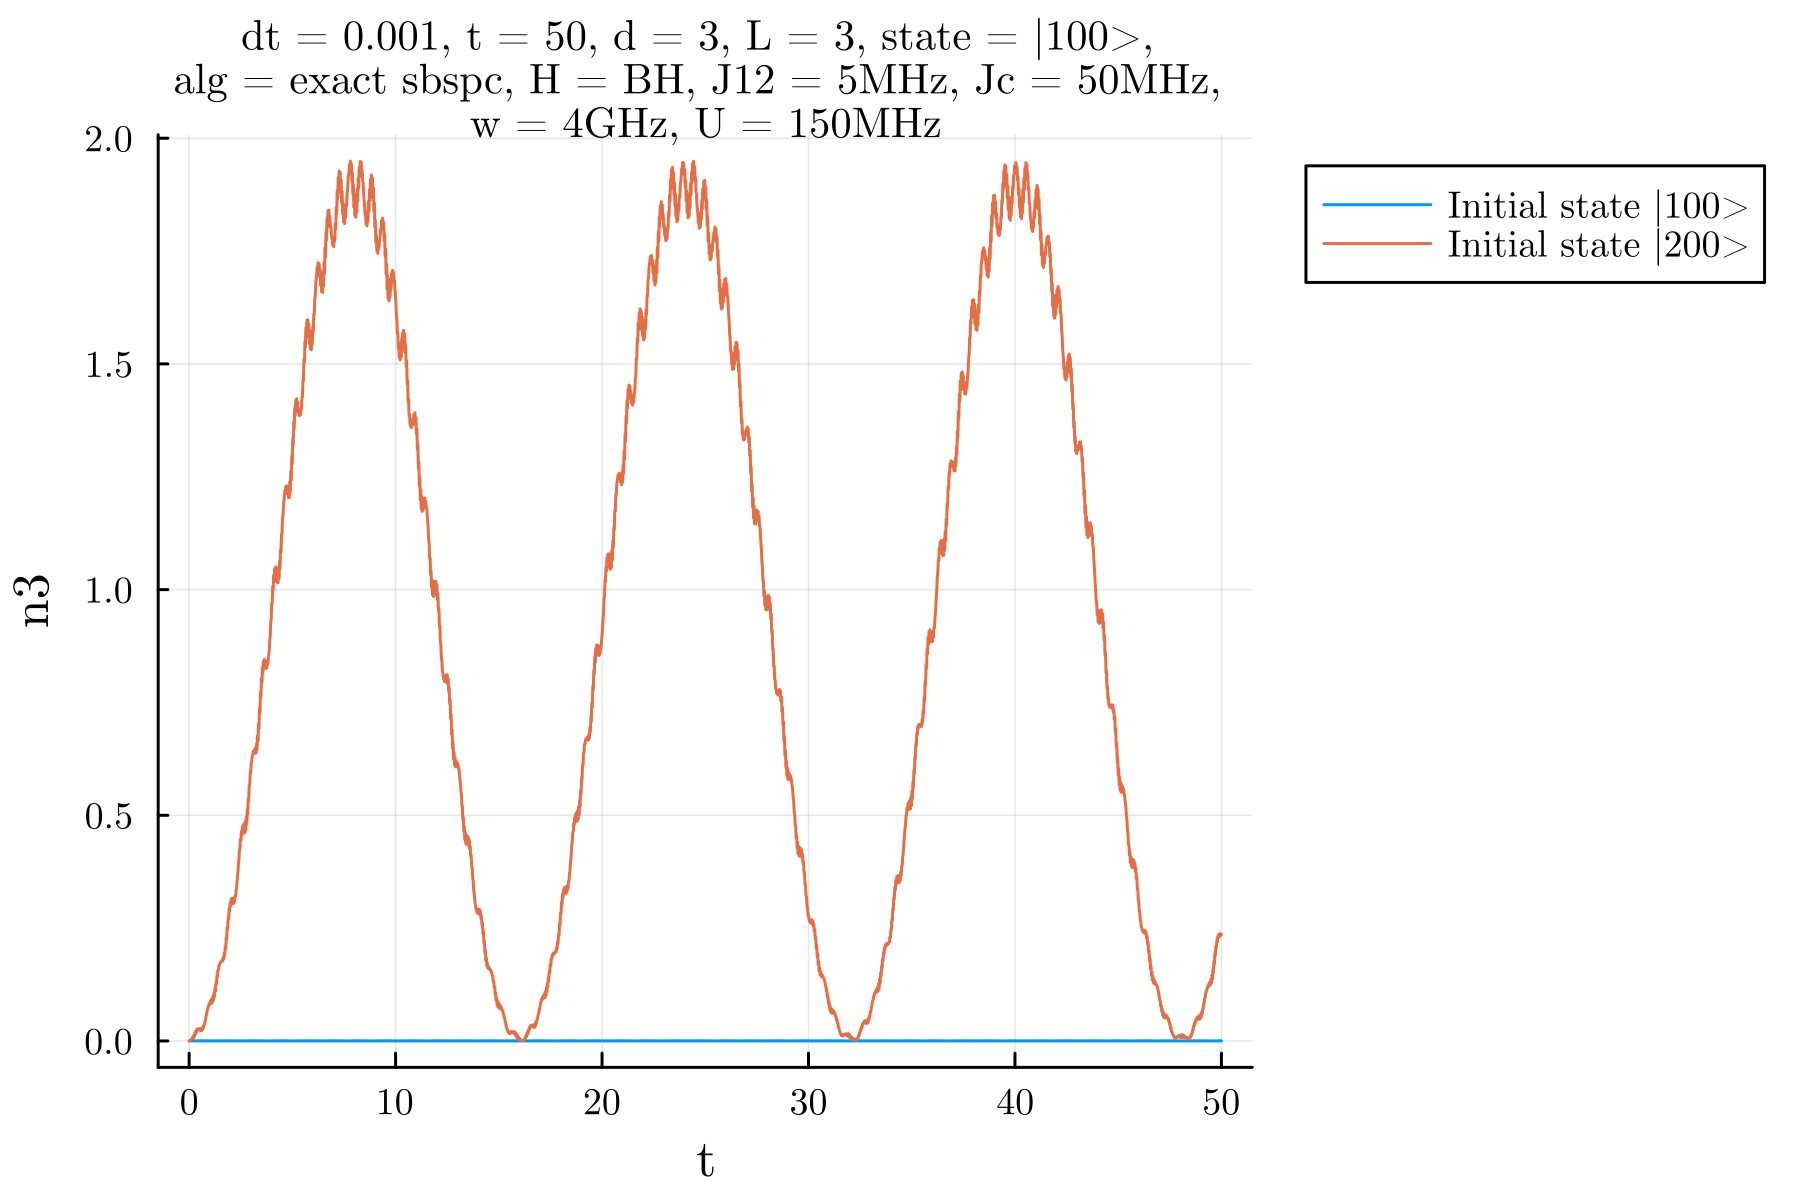 dt = 0.001, t = 50, d = 3, L = 3, state = |100>,
alg = exact sbspc, H = BH, J12 = 5MHz, Jc = 50MHz,
w = 4GHz, U = 150MHz
2.0
1.5
1.0
0.5
0.0
n3
0 10 20 30 40 50
t
Initial state |100>
Initial state |200>